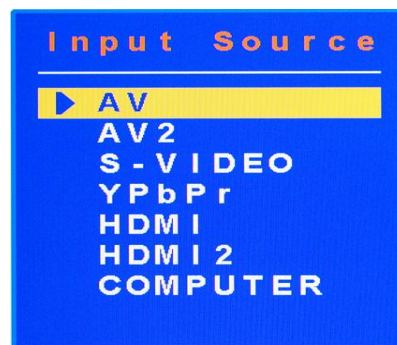 Input Source
AV
AV2
S-VIDEO
YPbPr
HDMI
HDMI2
COMPUTER